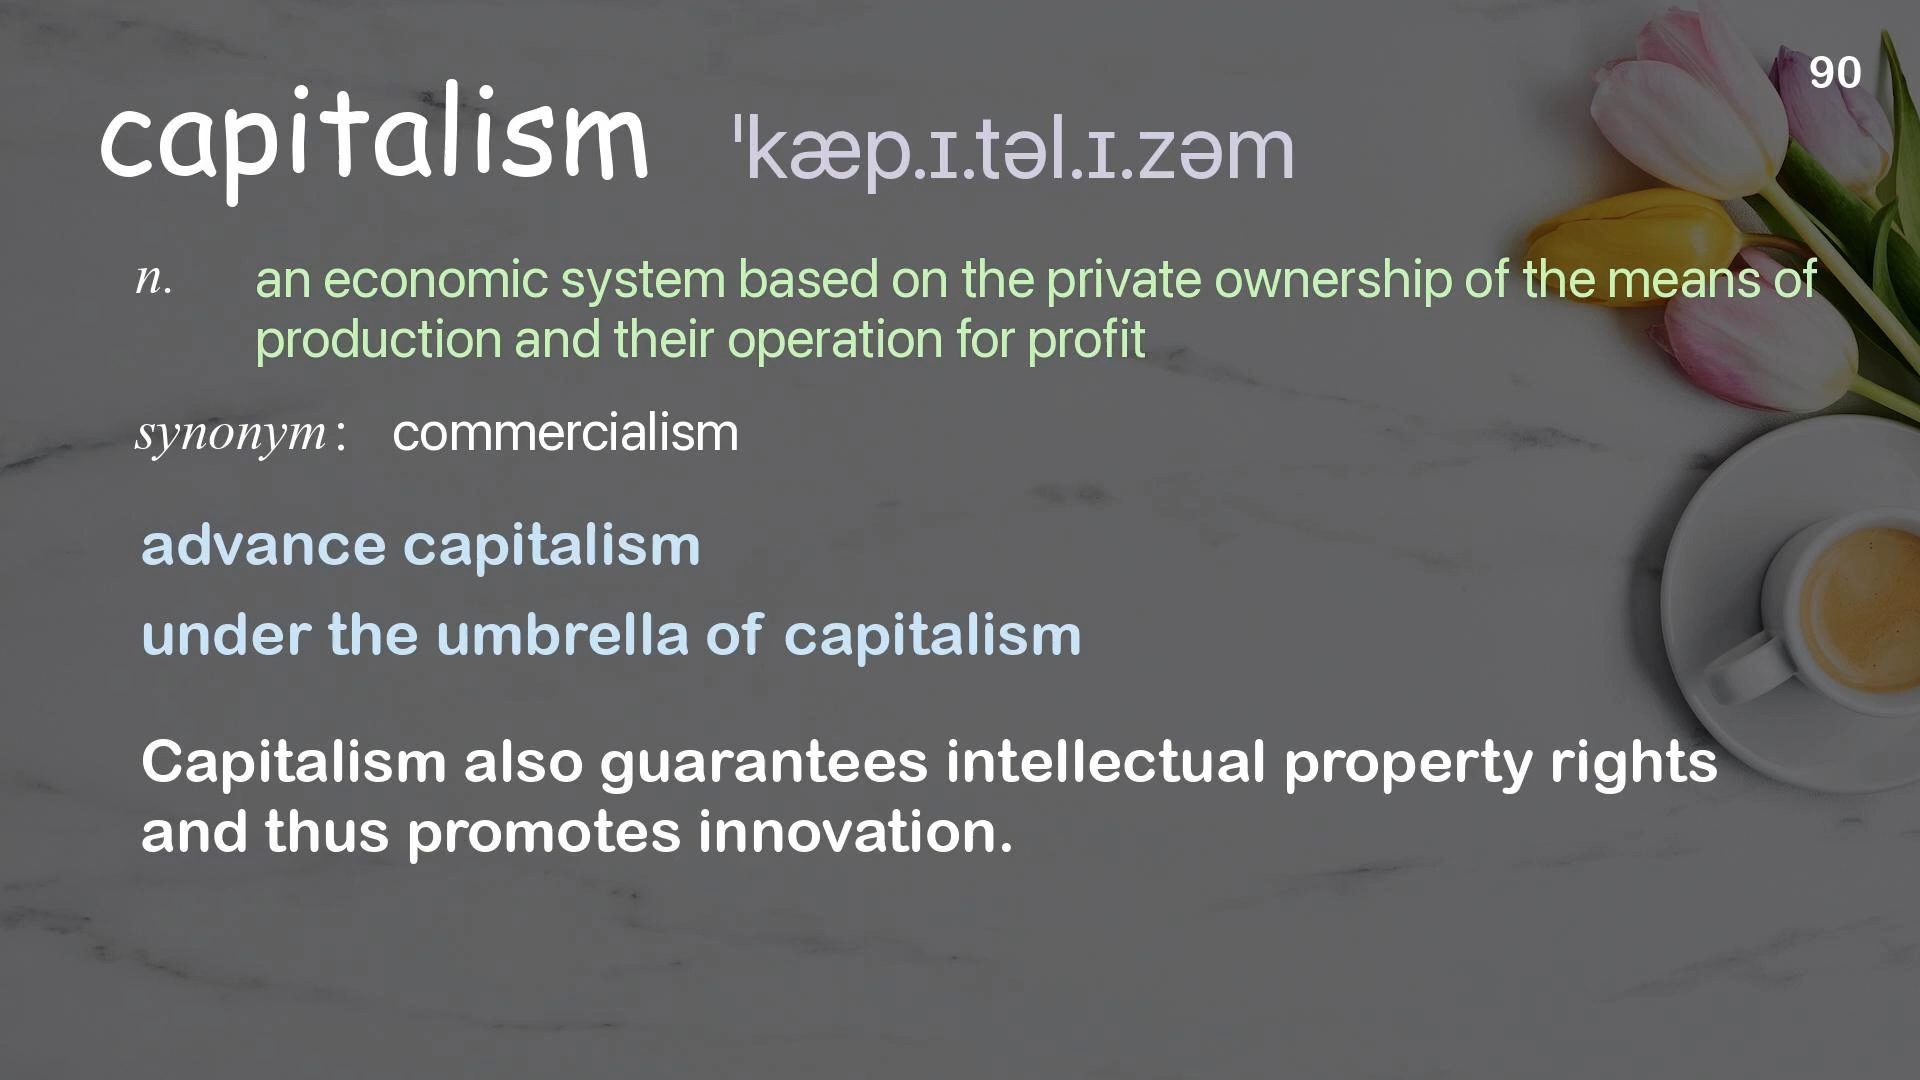 90
capitalism ˈkæp.ɪ.təl.ɪ.zəm
n. an economic system based on the private ownership of the means of
production and their operation for profit
synonym: commercialism
advance capitalism
under the umbrella of capitalism
Capitalism also guarantees intellectual property rights
and thus promotes innovation.